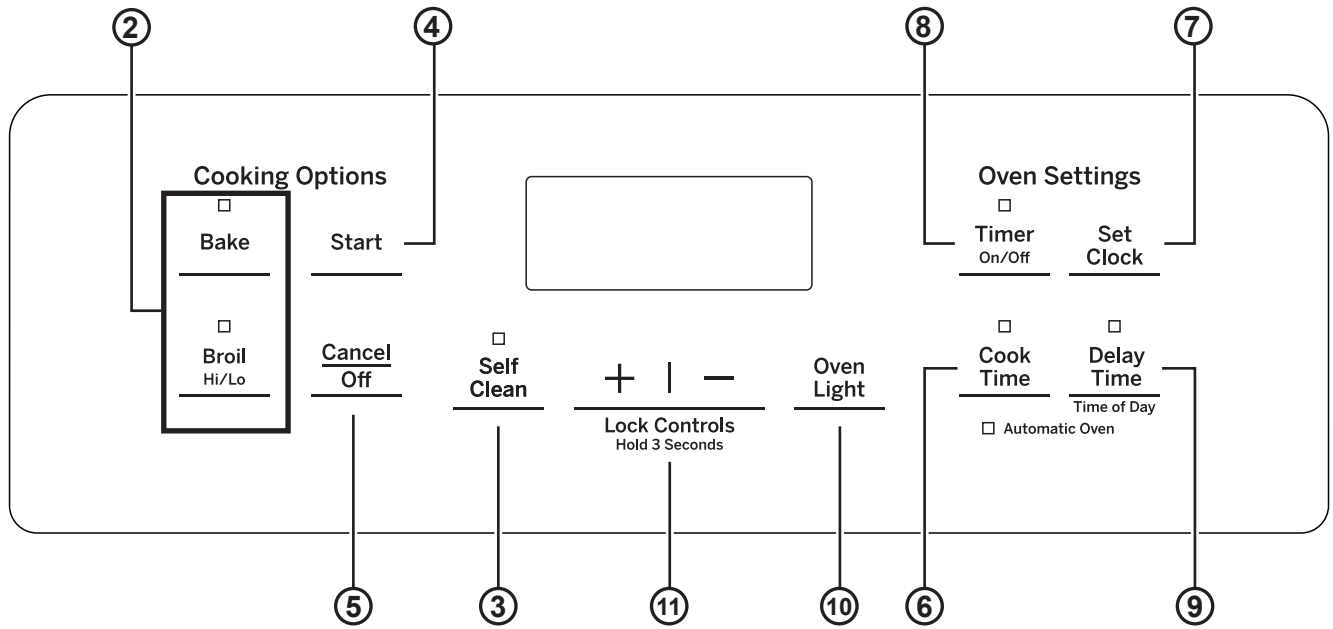 2
4
8
7
Cooking Options
Oven Settings
Bake
Start
Timer
On/Off
Set
Clock
Broil
Hi/Lo
Cancel
Off
Self
Clean
+ | −
Lock Controls
Hold 3 Seconds
Oven
Light
Cook
Time
Delay
Time
Time of Day
Automatic Oven
5
3
11
10
6
9